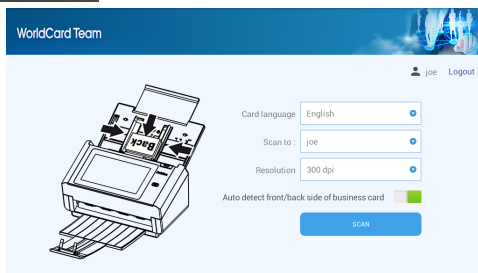 WorldCard Team
joe Logout
Card language English
Scan to : joe
Resolution 300 dpi
Back
Auto detect front/back side of business card
SCAN